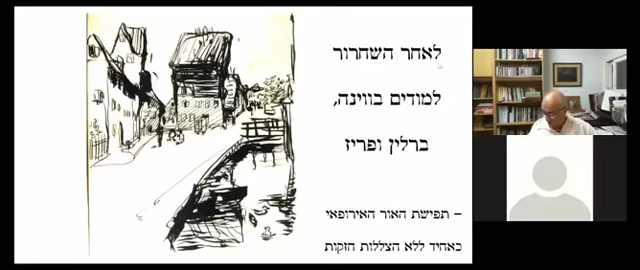 לאחר השחרור
למודים בווינה,
ברלין ופריז
– תפישת האור האירופאי
כאחיד ללא הצללות חזקות